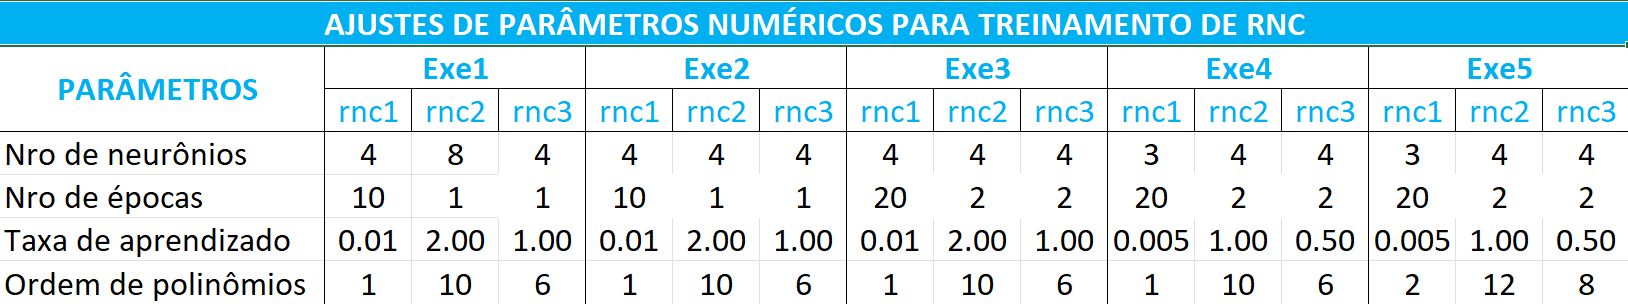 AJUSTES DE PARÂMETROS NUMÉRICOS PARA TREINAMENTO DE RNC
PARÂMETROS Exe1 Exe2 Exe3 Exe4 Exe5
rnc1 rnc2 rnc3 rnc1 rnc2 rnc3 rnc1 rnc2 rnc3 rnc1 rnc2 rnc3 rnc1 rnc2 rnc3
Nro de neurônios 4 8 4 4 4 4 4 4 4 3 4 4 3 4 4
Nro de épocas 10 1 1 10 1 1 20 2 2 20 2 2 20 2 2
Taxa de aprendizado 0.01 2.00 1.00 0.01 2.00 1.00 0.01 2.00 1.00 0.005 1.00 0.50 0.005 1.00 0.50
Ordem de polinômios 1 10 6 1 10 6 1 10 6 1 10 6 2 12 8